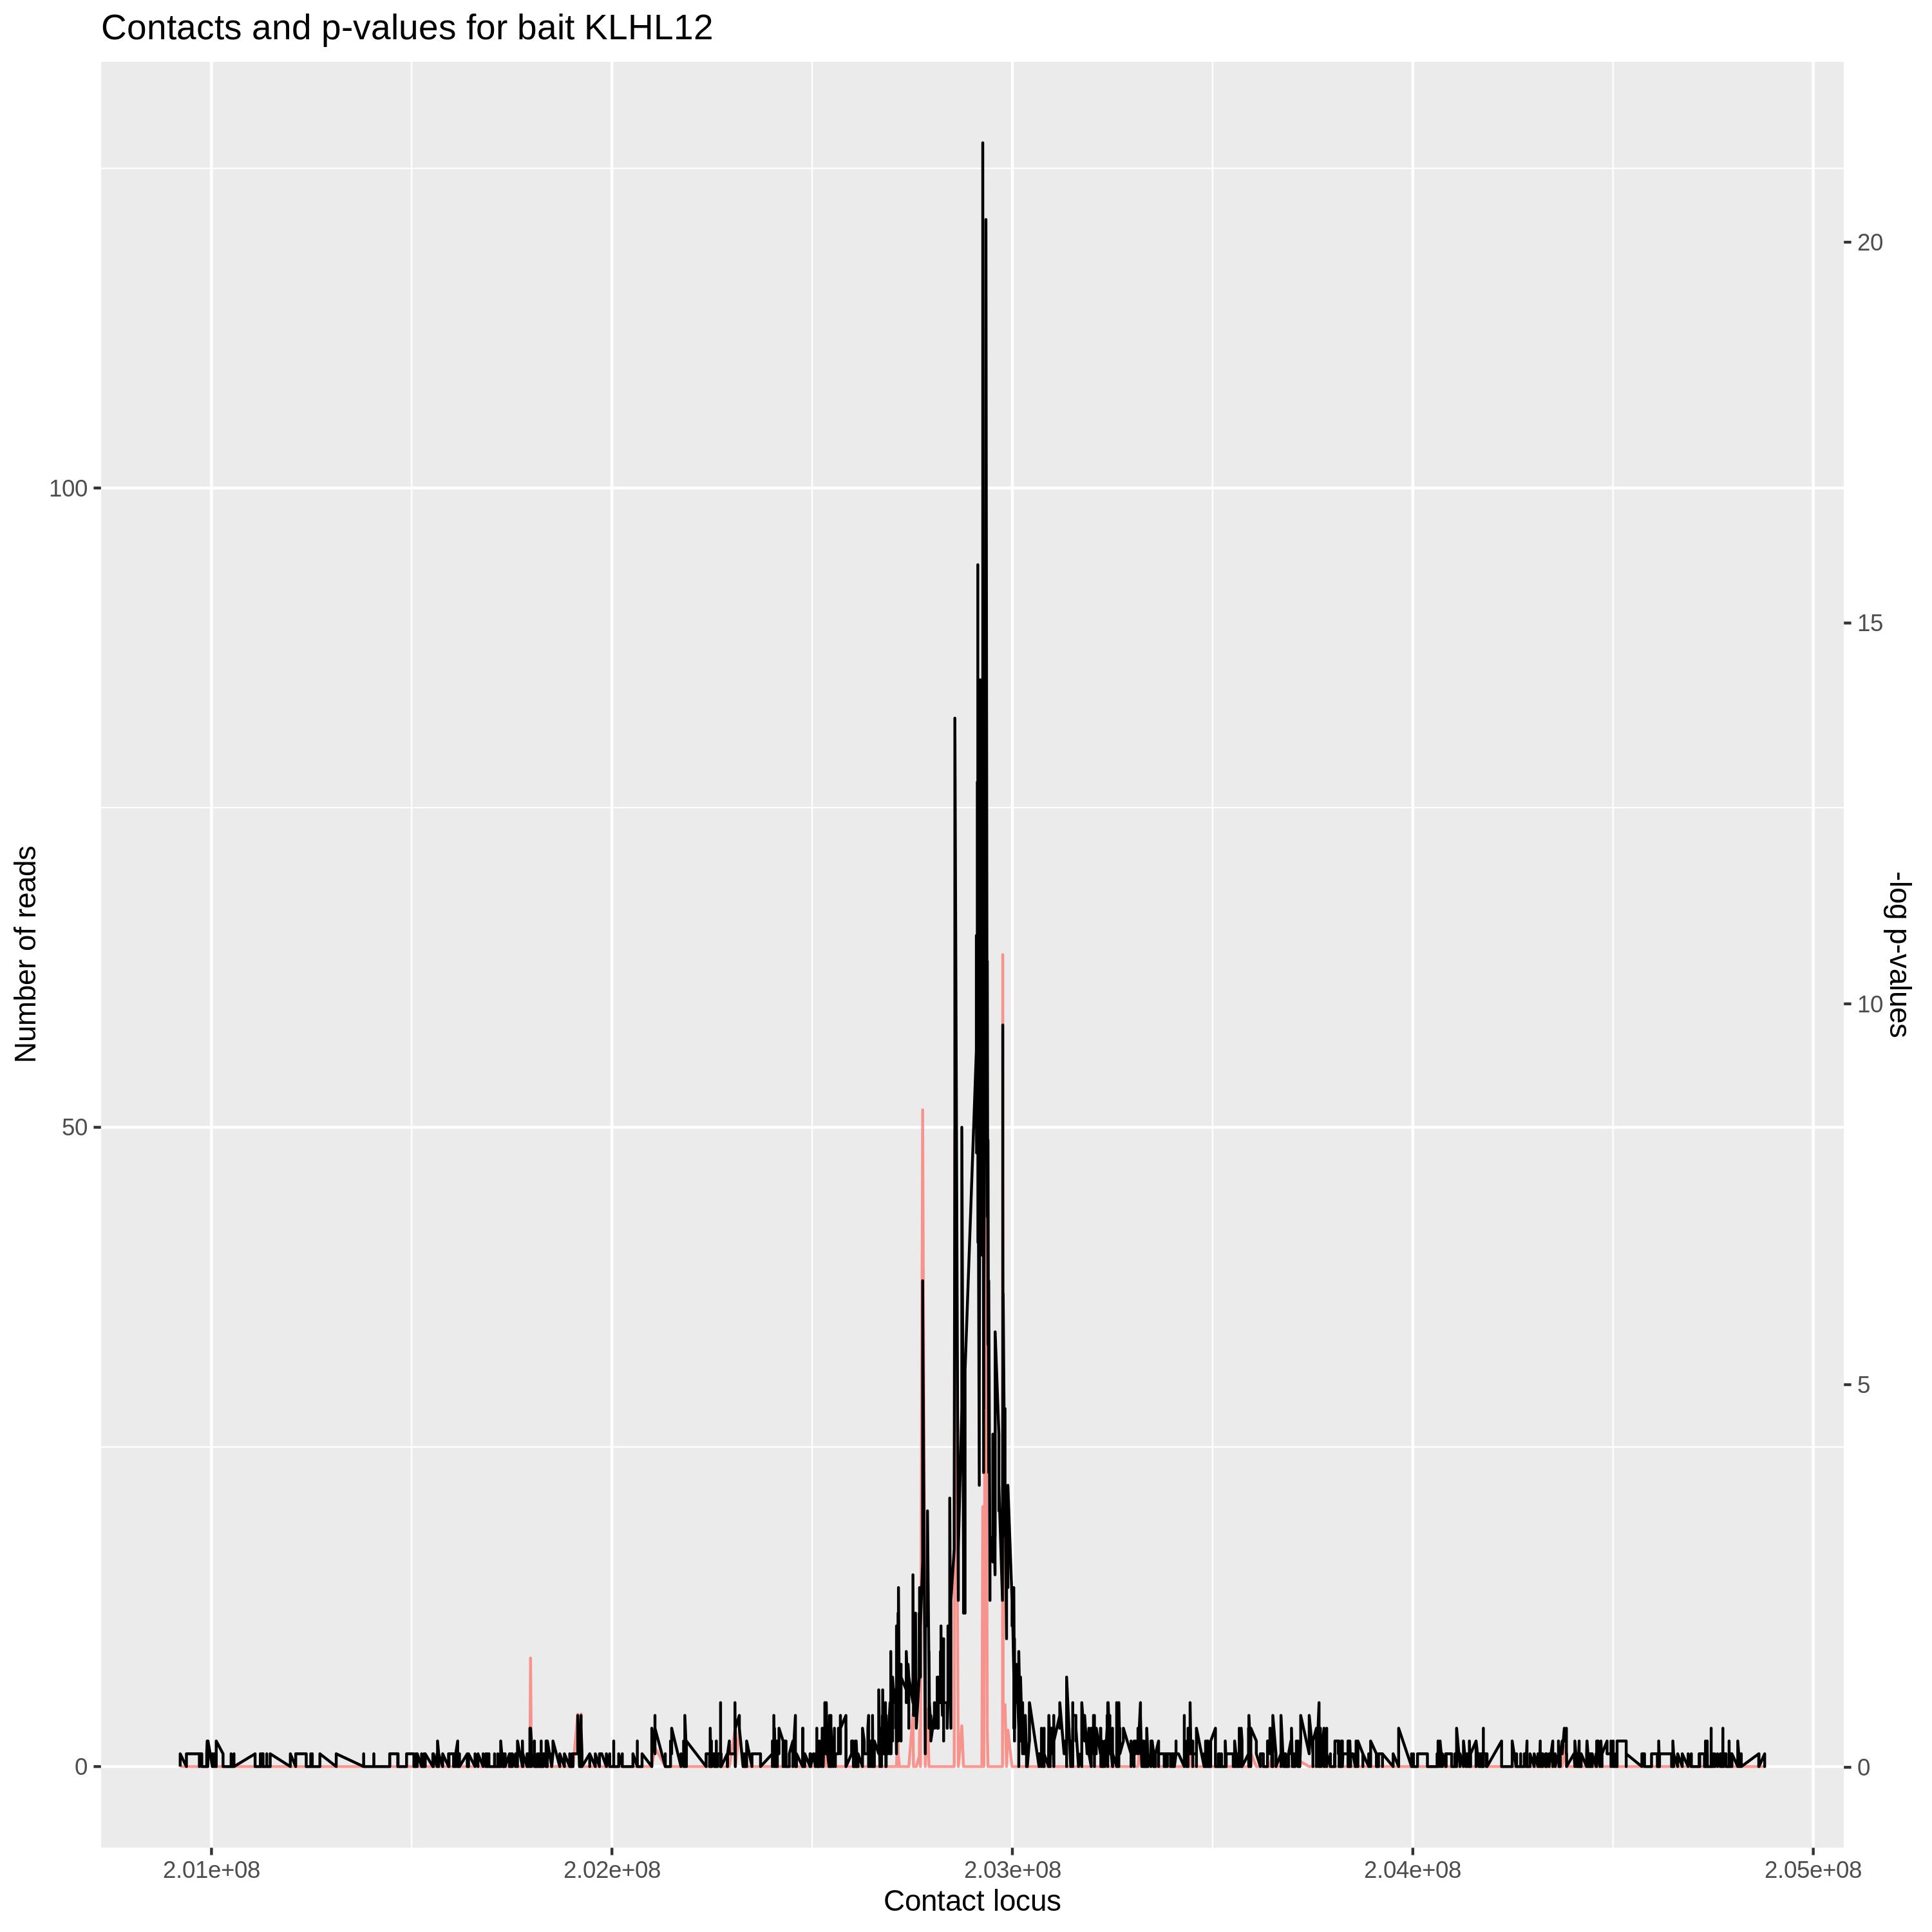 Contacts and p-values for bait KLHL12
Number of reads
100
50
0
20
15
10
5
0
-log p-values
2.01e+08
2.02e+08
2.03e+08
2.04e+08
2.05e+08
Contact locus